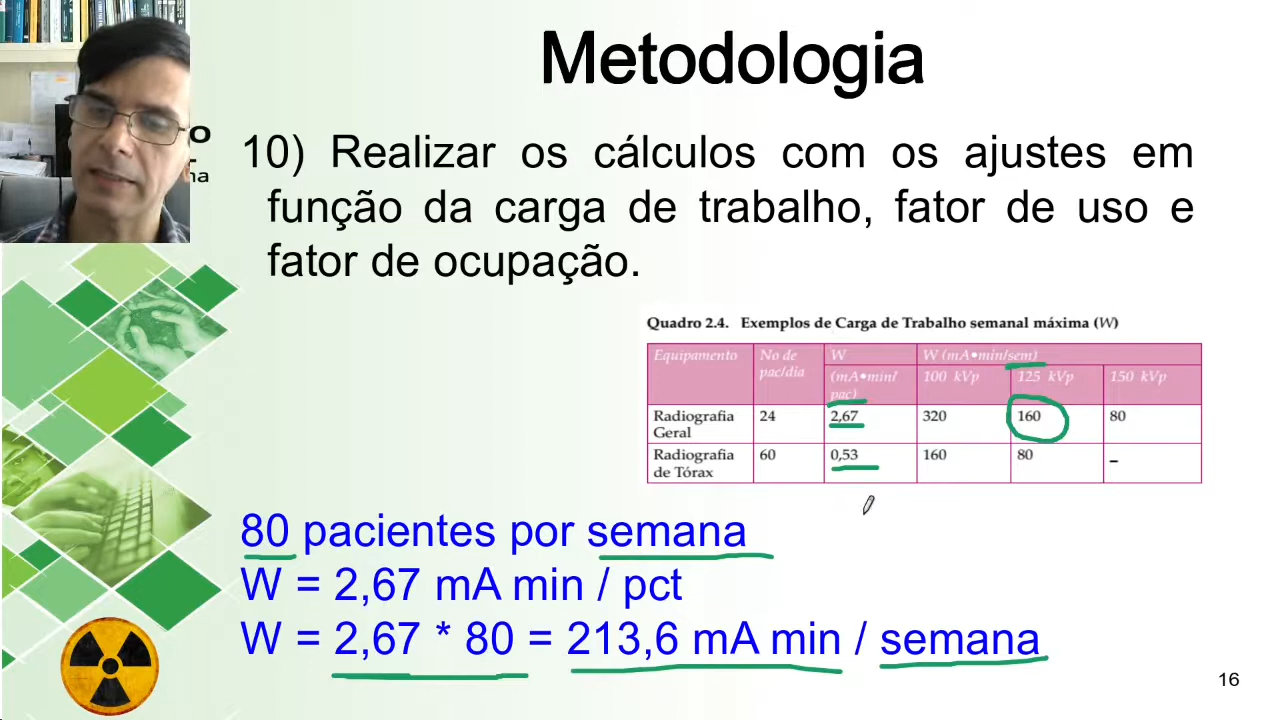 Metodologia
10) Realizar os cálculos com os ajustes em
função da carga de trabalho, fator de uso e
fator de ocupação.
Quadro 2.4. Exemplos de Carga de Trabalho semanal máxima (W)
Equipamento No de pac/dia W (mA•min/pac) W (mA•min/sem)
100 kVp 125 kVp 150 kVp
Radiografia Geral 24 2,67 320 160 80
Radiografia de Tórax 60 0,53 160 80 –
80 pacientes por semana
W = 2,67 mA min / pct
W = 2,67 * 80 = 213,6 mA min / semana
16